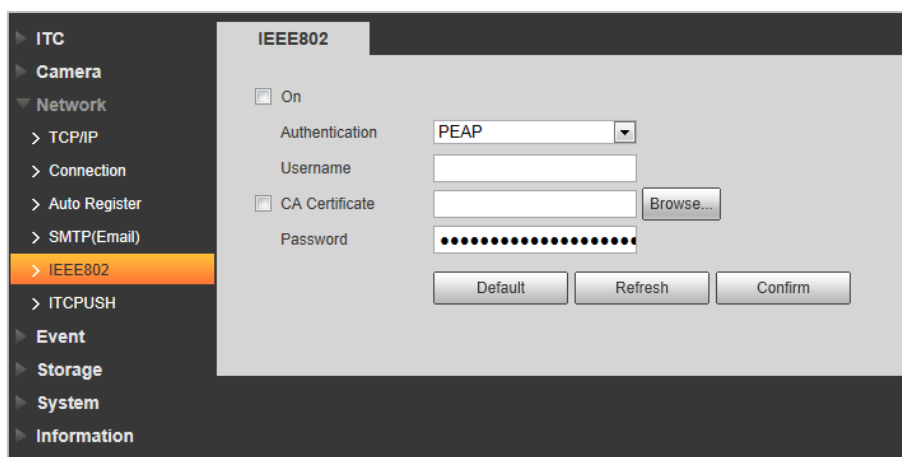 ITC
Camera
Network
TCP/IP
Connection
Auto Register
SMTP(Email)
IEEE802
ITCPUSH
Event
Storage
System
Information
IEEE802
On
Authentication PEAP
Username
CA Certificate Browse...
Password ●●●●●●●●●●●●●●●●●●●●
Default Refresh Confirm